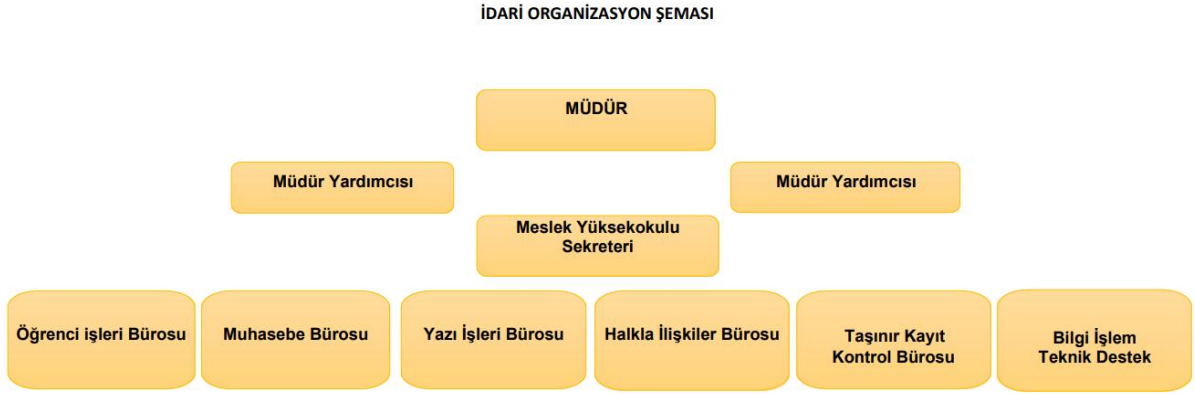 İDARİ ORGANİZASYON ŞEMASI
MÜDÜR
Müdür Yardımcısı
Müdür Yardımcısı
Meslek Yüksekokulu
Sekreteri
Öğrenci işleri Bürosu
Muhasebe Bürosu
Yazı İşleri Bürosu
Halkla İlişkiler Bürosu
Taşınır Kayıt
Kontrol Bürosu
Bilgi İşlem
Teknik Destek